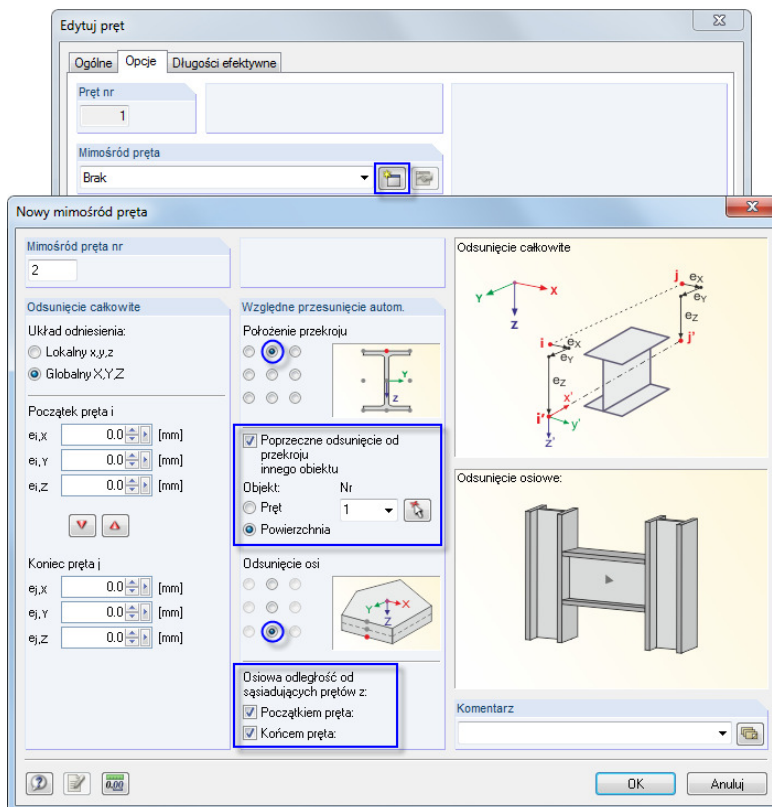 Edytuj pręt
Ogólne Opcje Długości efektywne
Pręt nr
1
Mimośród pręta
Brak
Nowy mimośród pręta
Mimośród pręta nr
2
Odsunięcie całkowite
Układ odniesienia:
Lokalny x,y,z
Globalny X,Y,Z
Początek pręta i
ei,X 0.0 [mm]
ei,Y 0.0 [mm]
ei,Z 0.0 [mm]
Koniec pręta j
ej,X 0.0 [mm]
ej,Y 0.0 [mm]
ej,Z 0.0 [mm]
Względne przesunięcie autom.
Położenie przekroju
Y
z
Poprzeczne odsunięcie od
przekroju
innego obiektu
Objekt: Nr
Pręt 1
Powierzchnia
Odsunięcie osi
Y X
Z
Osiowa odległość od
sąsiadujących prętów z:
Początkiem pręta:
Końcem pręta:
Odsunięcie całkowite
Y X
Z
j eX
eY
eZ
j'
i eX
eY
eZ
x'
i' y'
z'
Odsunięcie osiowe:
Komentarz
0.00
OK Anuluj